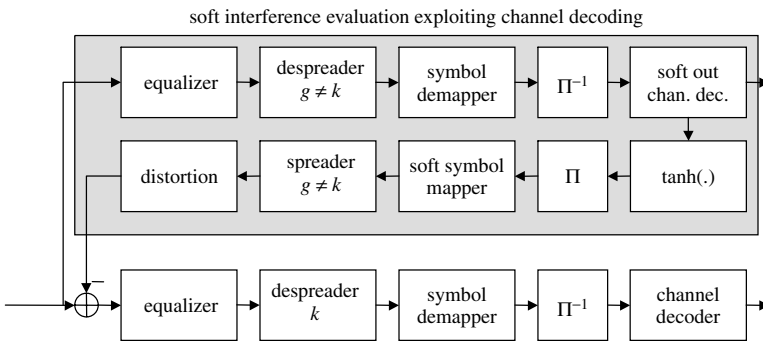 soft interference evaluation exploiting channel decoding
equalizer
despreader
g ≠ k
symbol
demapper
Π⁻¹
soft out
chan. dec.
distortion
spreader
g ≠ k
soft symbol
mapper
Π
tanh(.)
−
equalizer
despreader
k
symbol
demapper
Π⁻¹
channel
decoder